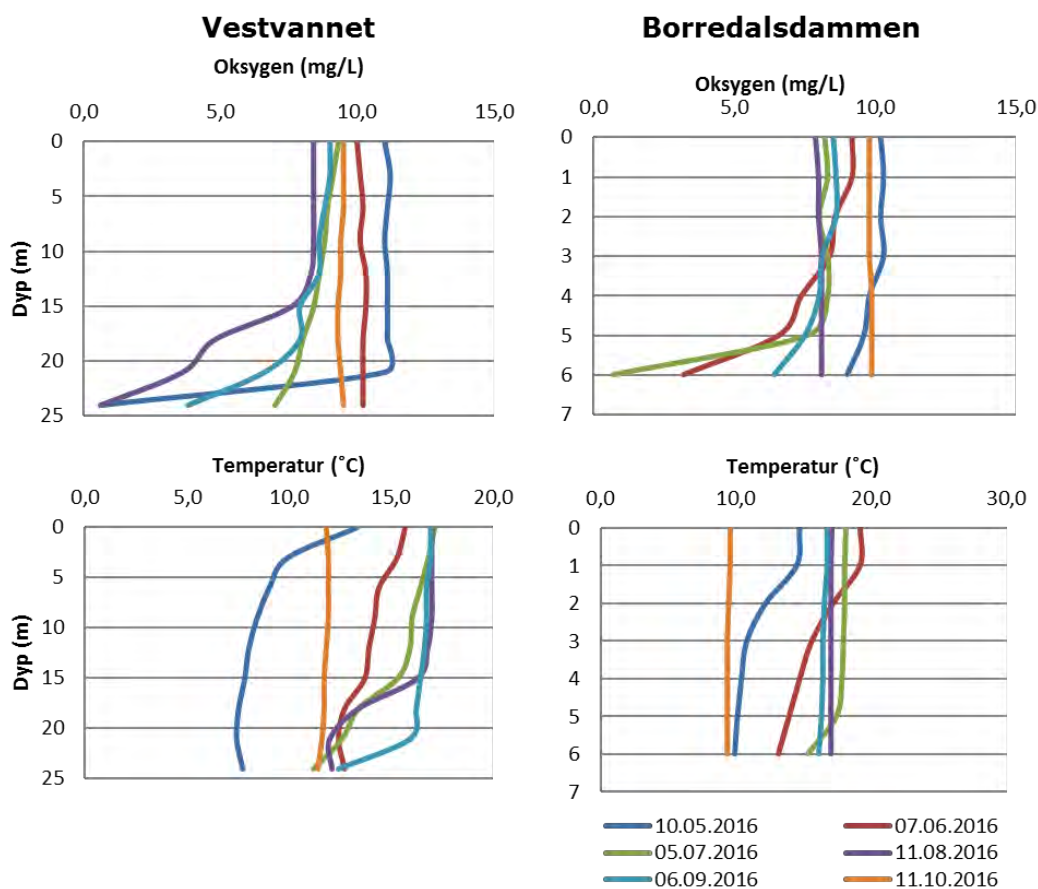 Vestvannet
Oksygen (mg/L)
0,0 5,0 10,0 15,0
Dyp (m)
0
5
10
15
20
25
Borredalsdammen
Oksygen (mg/L)
0,0 5,0 10,0 15,0
0
1
2
3
4
5
6
7
Temperatur (˚C)
0,0 5,0 10,0 15,0 20,0
Dyp (m)
0
5
10
15
20
25
Temperatur (˚C)
0,0 10,0 20,0 30,0
0
1
2
3
4
5
6
7
10.05.2016 07.06.2016
05.07.2016 11.08.2016
06.09.2016 11.10.2016